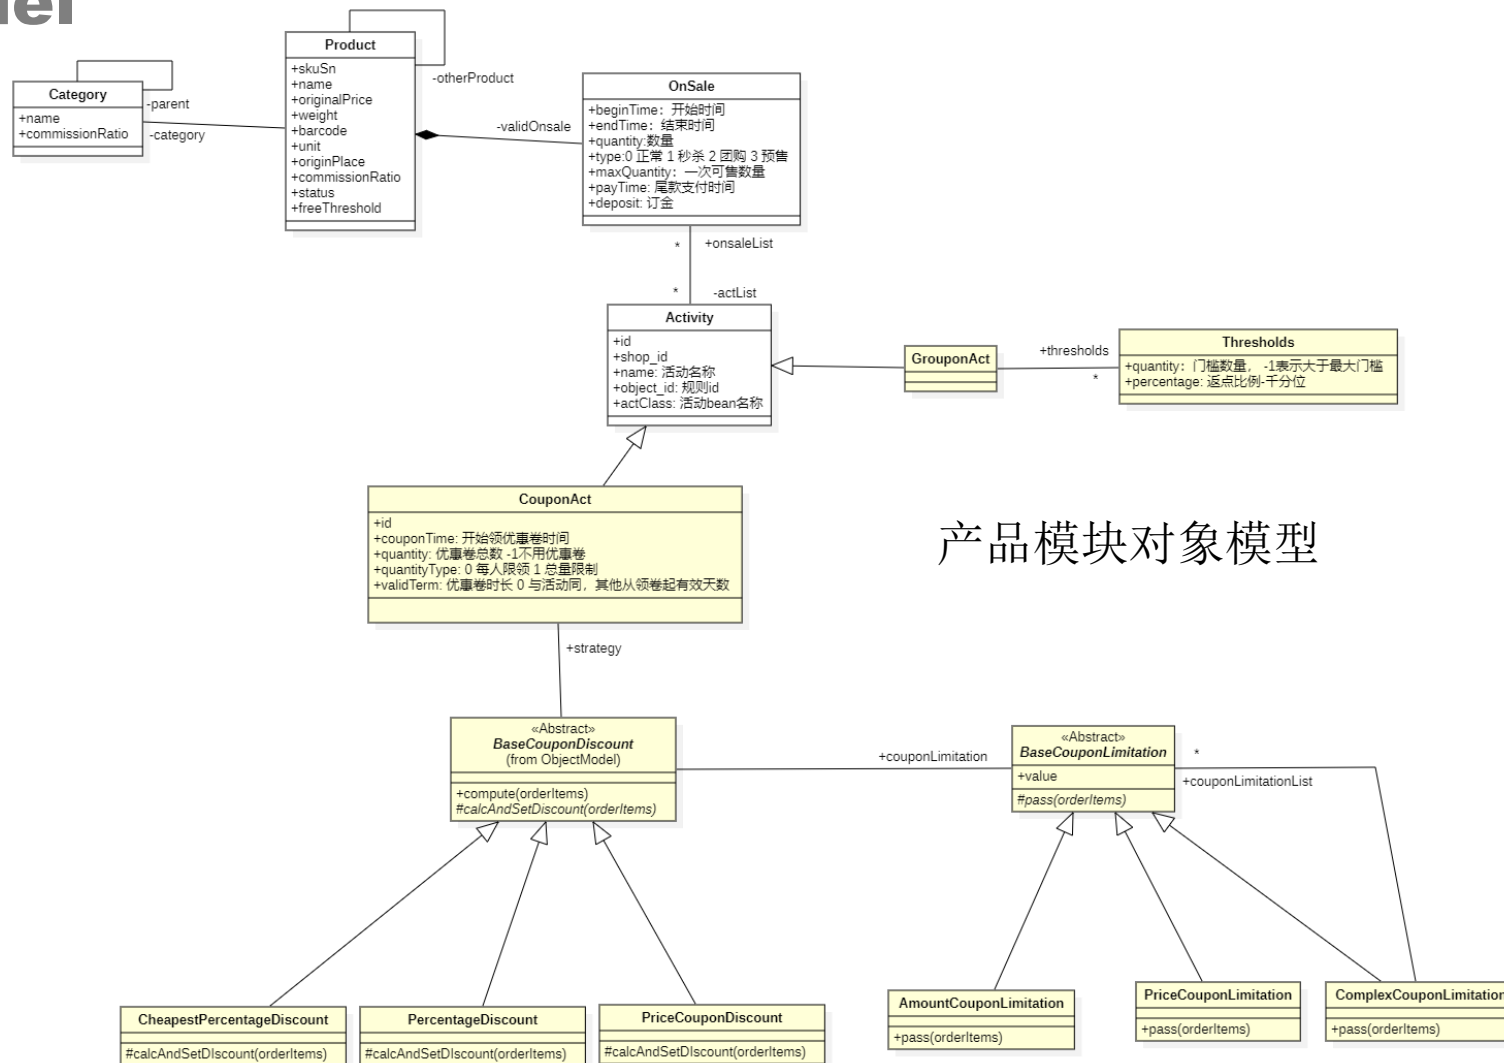 Product
+skuSn
+name
+originalPrice
+weight
+barcode
+unit
+originPlace
+commissionRatio
+status
+freeThreshold
-otherProduct
Category
+name
+commissionRatio
-parent
-category
-validOnsale
OnSale
+beginTime：开始时间
+endTime：结束时间
+quantity:数量
+type:0 正常 1 秒杀 2 团购 3 预售
+maxQuantity：一次可售数量
+payTime: 尾款支付时间
+deposit: 订金
* +onsaleList
* -actList
Activity
+id
+shop_id
+name: 活动名称
+object_id: 规则id
+actClass: 活动bean名称
GrouponAct
+thresholds
*
Thresholds
+quantity：门槛数量， -1表示大于最大门槛
+percentage: 返点比例-千分位
CouponAct
+id
+couponTime: 开始领优惠卷时间
+quantity: 优惠卷总数 -1不用优惠卷
+quantityType: 0 每人限领 1 总量限制
+validTerm: 优惠卷时长 0 与活动同，其他从领卷起有效天数
产品模块对象模型
+strategy
«Abstract»
BaseCouponDiscount
(from ObjectModel)
+compute(orderItems)
#calcAndSetDiscount(orderItems)
+couponLimitation
«Abstract»
BaseCouponLimitation
+value
#pass(orderItems)
*
+couponLimitationList
CheapestPercentageDiscount
#calcAndSetDIscount(orderItems)
PercentageDiscount
#calcAndSetDIscount(orderItems)
PriceCouponDiscount
#calcAndSetDIscount(orderItems)
AmountCouponLimitation
+pass(orderItems)
PriceCouponLimitation
+pass(orderItems)
ComplexCouponLimitation
+pass(orderItems)